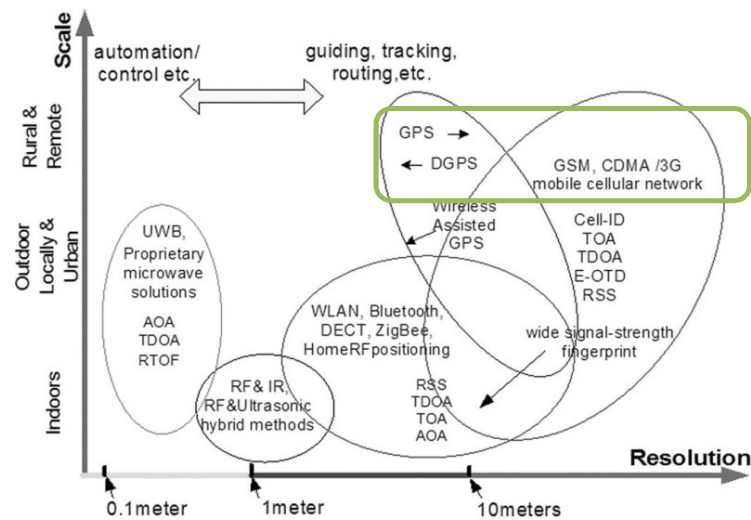 Scale
automation/
control etc.
guiding, tracking,
routing,etc.
Rural &
Remote
GPS
DGPS
GSM, CDMA /3G
mobile cellular network
Outdoor
Locally &
Urban
Wireless
Assisted
GPS
Cell-ID
TOA
TDOA
E-OTD
RSS
UWB,
Proprietary
microwave
solutions
AOA
TDOA
RTOF
WLAN, Bluetooth,
DECT, ZigBee,
HomeRFpositioning
wide signal-strength
fingerprint
Indoors
RF& IR,
RF&Ultrasonic
hybrid methods
RSS
TDOA
TOA
AOA
Resolution
0.1meter
1meter
10meters